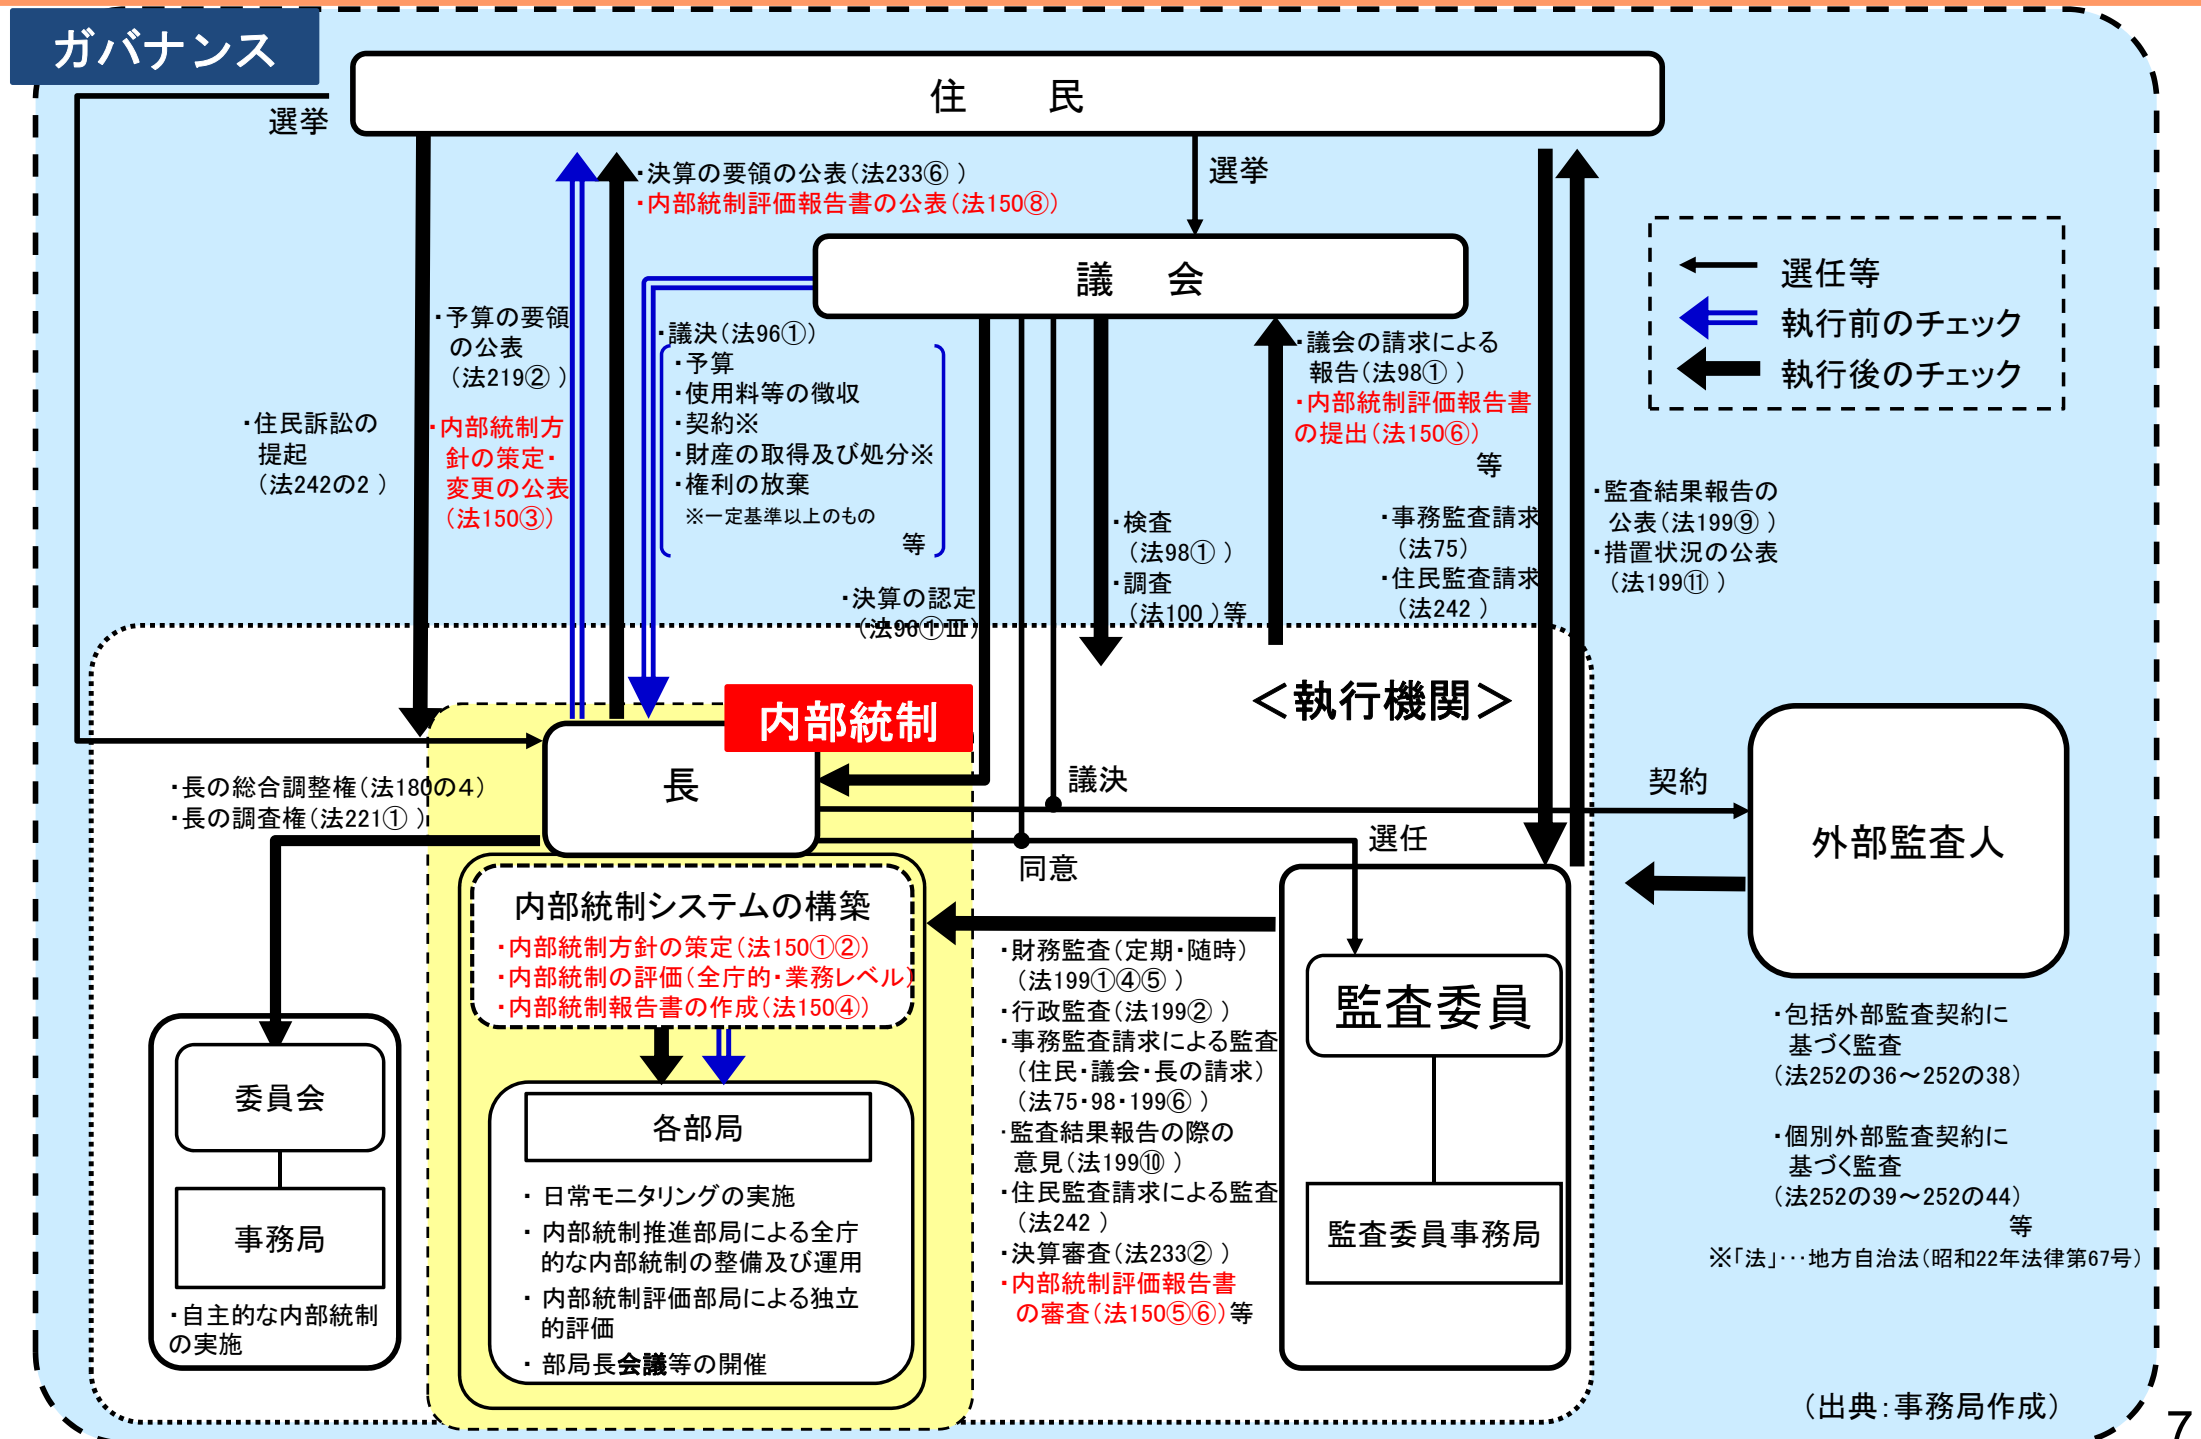 ガバナンス
住　民
選挙
・決算の要領の公表（法233⑥ ）
・内部統制評価報告書の公表（法150⑧）
選挙
議　会
選任等
執行前のチェック
執行後のチェック
・予算の要領
の公表
（法219② ）
・内部統制方
針の策定・
変更の公表
（法150③）
・住民訴訟の
提起
（法242の2 ）
・議決（法96①）
・予算
・使用料等の徴収
・契約※
・財産の取得及び処分※
・権利の放棄
※一定基準以上のもの
等
・議会の請求による
報告（法98① ）
・内部統制評価報告書
の提出（法150⑥）
等
・検査
（法98① ）
・調査
（法100 ）等
・事務監査請求
（法75）
・住民監査請求
（法242 ）
・監査結果報告の
公表（法199⑨ ）
・措置状況の公表
（法199⑪ ）
・決算の認定
（法96①Ⅲ）
＜執行機関＞
内部統制
長
・長の総合調整権（法180の４）
・長の調査権（法221① ）
議決
契約
選任
同意
外部監査人
内部統制システムの構築
・内部統制方針の策定（法150①②）
・内部統制の評価（全庁的・業務レベル）
・内部統制報告書の作成（法150④）
各部局
・ 日常モニタリングの実施
・ 内部統制推進部局による全庁
的な内部統制の整備及び運用
・ 内部統制評価部局による独立
的評価
・ 部局長会議等の開催
委員会
事務局
・自主的な内部統制
の実施
・財務監査（定期・随時）
（法199①④⑤ ）
・行政監査（法199② ）
・事務監査請求による監査
（住民・議会・長の請求）
（法75・98・199⑥ ）
・監査結果報告の際の
意見（法199⑩ ）
・住民監査請求による監査
（法242 ）
・決算審査（法233② ）
・内部統制評価報告書
の審査（法150⑤⑥）等
監査委員
監査委員事務局
・包括外部監査契約に
基づく監査
（法252の36～252の38）
・個別外部監査契約に
基づく監査
（法252の39～252の44）
等
※「法」･･･地方自治法（昭和22年法律第67号）
（出典：事務局作成）
7